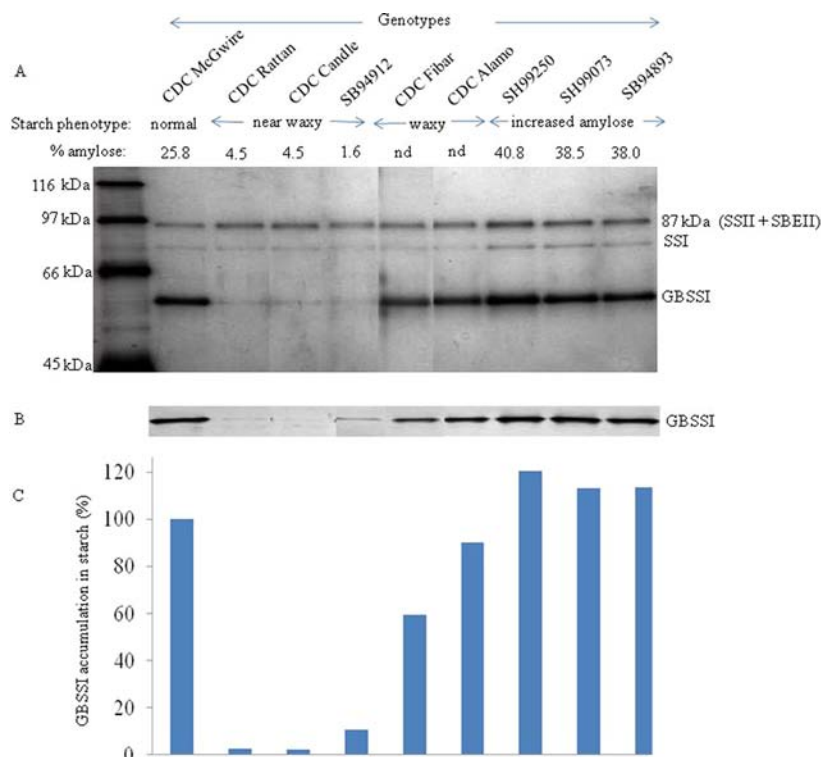 Genotypes
A
CDC McGwire CDC Rattan CDC Candle SB94912 CDC Fibar CDC Alamo SH99250 SH99073 SB94893
Starch phenotype: normal near waxy waxy increased amylose
% amylose: 25.8 4.5 4.5 1.6 nd nd 40.8 38.5 38.0
116 kDa
97 kDa 87 kDa (SSII + SBEII)
SSI
66 kDa
GBSSI
45 kDa
B GBSSI
C
GBSSI accumulation in starch (%)
120
100
80
60
40
20
0